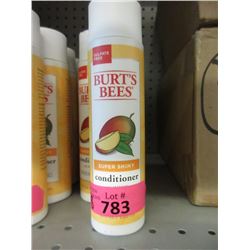 SULFATE
FREE
BURT'S
BEES
SUPER SHINY
conditioner
Lot #
783